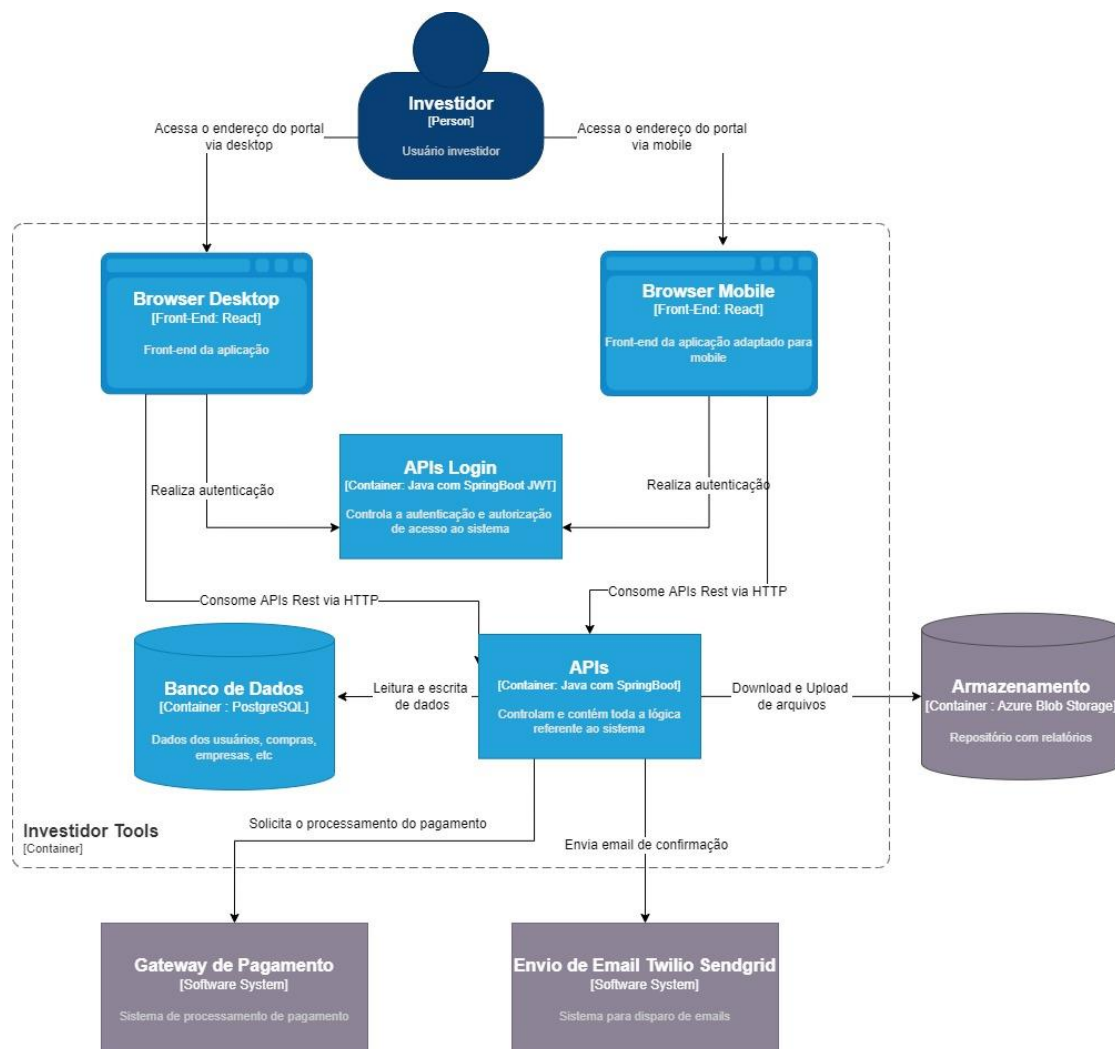 Investidor
[Person]
Usuário investidor
Acessa o endereço do portal
via desktop
Acessa o endereço do portal
via mobile
Browser Desktop
[Front-End: React]
Front-end da aplicação
Browser Mobile
[Front-End: React]
Front-end da aplicação adaptado para
mobile
APIs Login
[Container: Java com SpringBoot JWT]
Controla a autenticação e autorização
de acesso ao sistema
Realiza autenticação
Realiza autenticação
Consome APIs Rest via HTTP
Consome APIs Rest via HTTP
Banco de Dados
[Container : PostgreSQL]
Dados dos usuários, compras,
empresas, etc
Leitura e escrita
de dados
APIs
[Container: Java com SpringBoot]
Controlam e contém toda a lógica
referente ao sistema
Download e Upload
de arquivos
Armazenamento
[Container : Azure Blob Storage]
Repositório com relatórios
Solicita o processamento do pagamento
Envia email de confirmação
Investidor Tools
[Container]
Gateway de Pagamento
[Software System]
Sistema de processamento de pagamento
Envio de Email Twilio Sendgrid
[Software System]
Sistema para disparo de emails